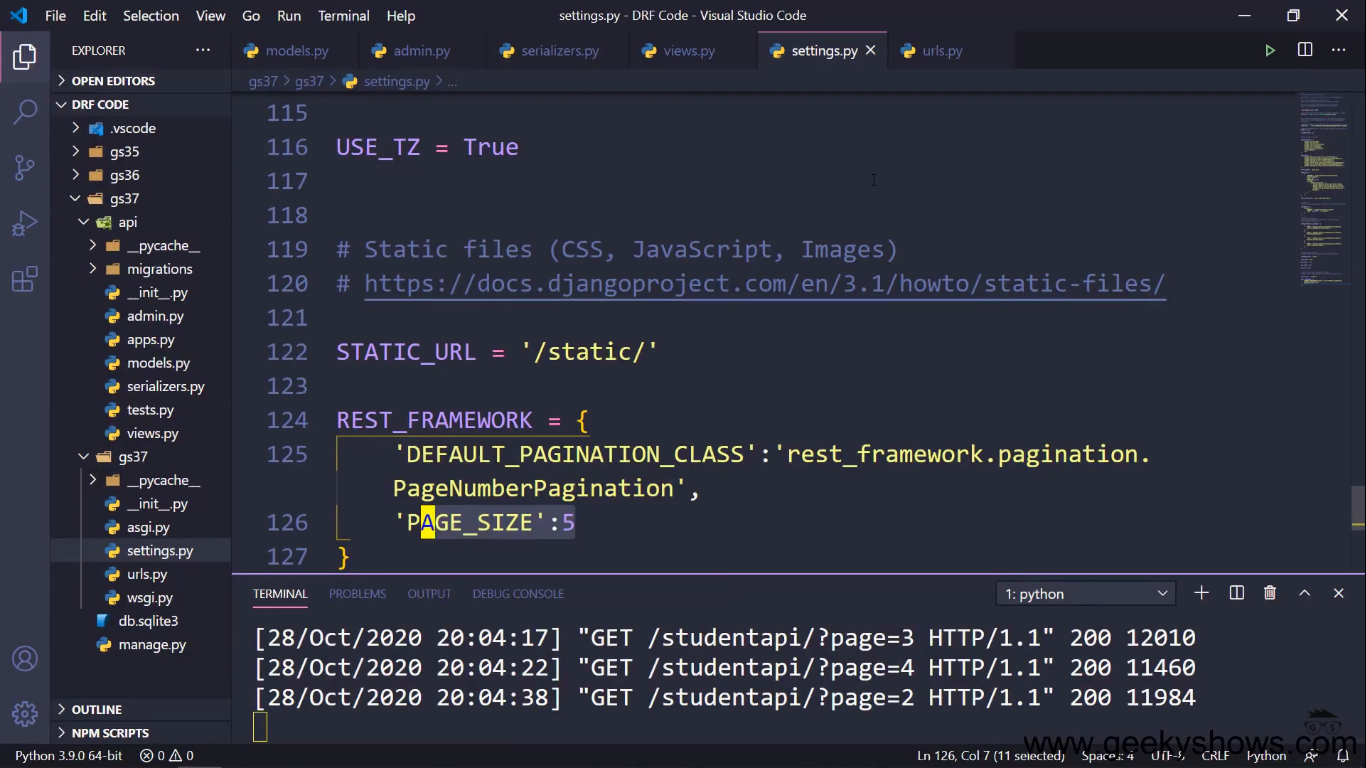 File Edit Selection View Go Run Terminal Help settings.py - DRF Code - Visual Studio Code
EXPLORER
OPEN EDITORS
DRF CODE
.vscode
gs35
gs36
gs37
api
__pycache__
migrations
__init__.py
admin.py
apps.py
models.py
serializers.py
tests.py
views.py
gs37
__pycache__
__init__.py
asgi.py
settings.py
urls.py
wsgi.py
db.sqlite3
manage.py
OUTLINE
NPM SCRIPTS
models.py admin.py serializers.py views.py settings.py urls.py
gs37 > gs37 > settings.py > ...
115
116 USE_TZ = True
117
118
119 # Static files (CSS, JavaScript, Images)
120 # https://docs.djangoproject.com/en/3.1/howto/static-files/
121
122 STATIC_URL = '/static/'
123
124 REST_FRAMEWORK = {
125 'DEFAULT_PAGINATION_CLASS':'rest_framework.pagination.
PageNumberPagination',
126 'PAGE_SIZE':5
127 }
TERMINAL PROBLEMS OUTPUT DEBUG CONSOLE 1: python
[28/Oct/2020 20:04:17] "GET /studentapi/?page=3 HTTP/1.1" 200 12010
[28/Oct/2020 20:04:22] "GET /studentapi/?page=4 HTTP/1.1" 200 11460
[28/Oct/2020 20:04:38] "GET /studentapi/?page=2 HTTP/1.1" 200 11984
www.geekyshows.com
Python 3.9.0 64-bit 0 0 Ln 126, Col 7 (11 selected) Spaces: 4 UTF-8 CRLF Python